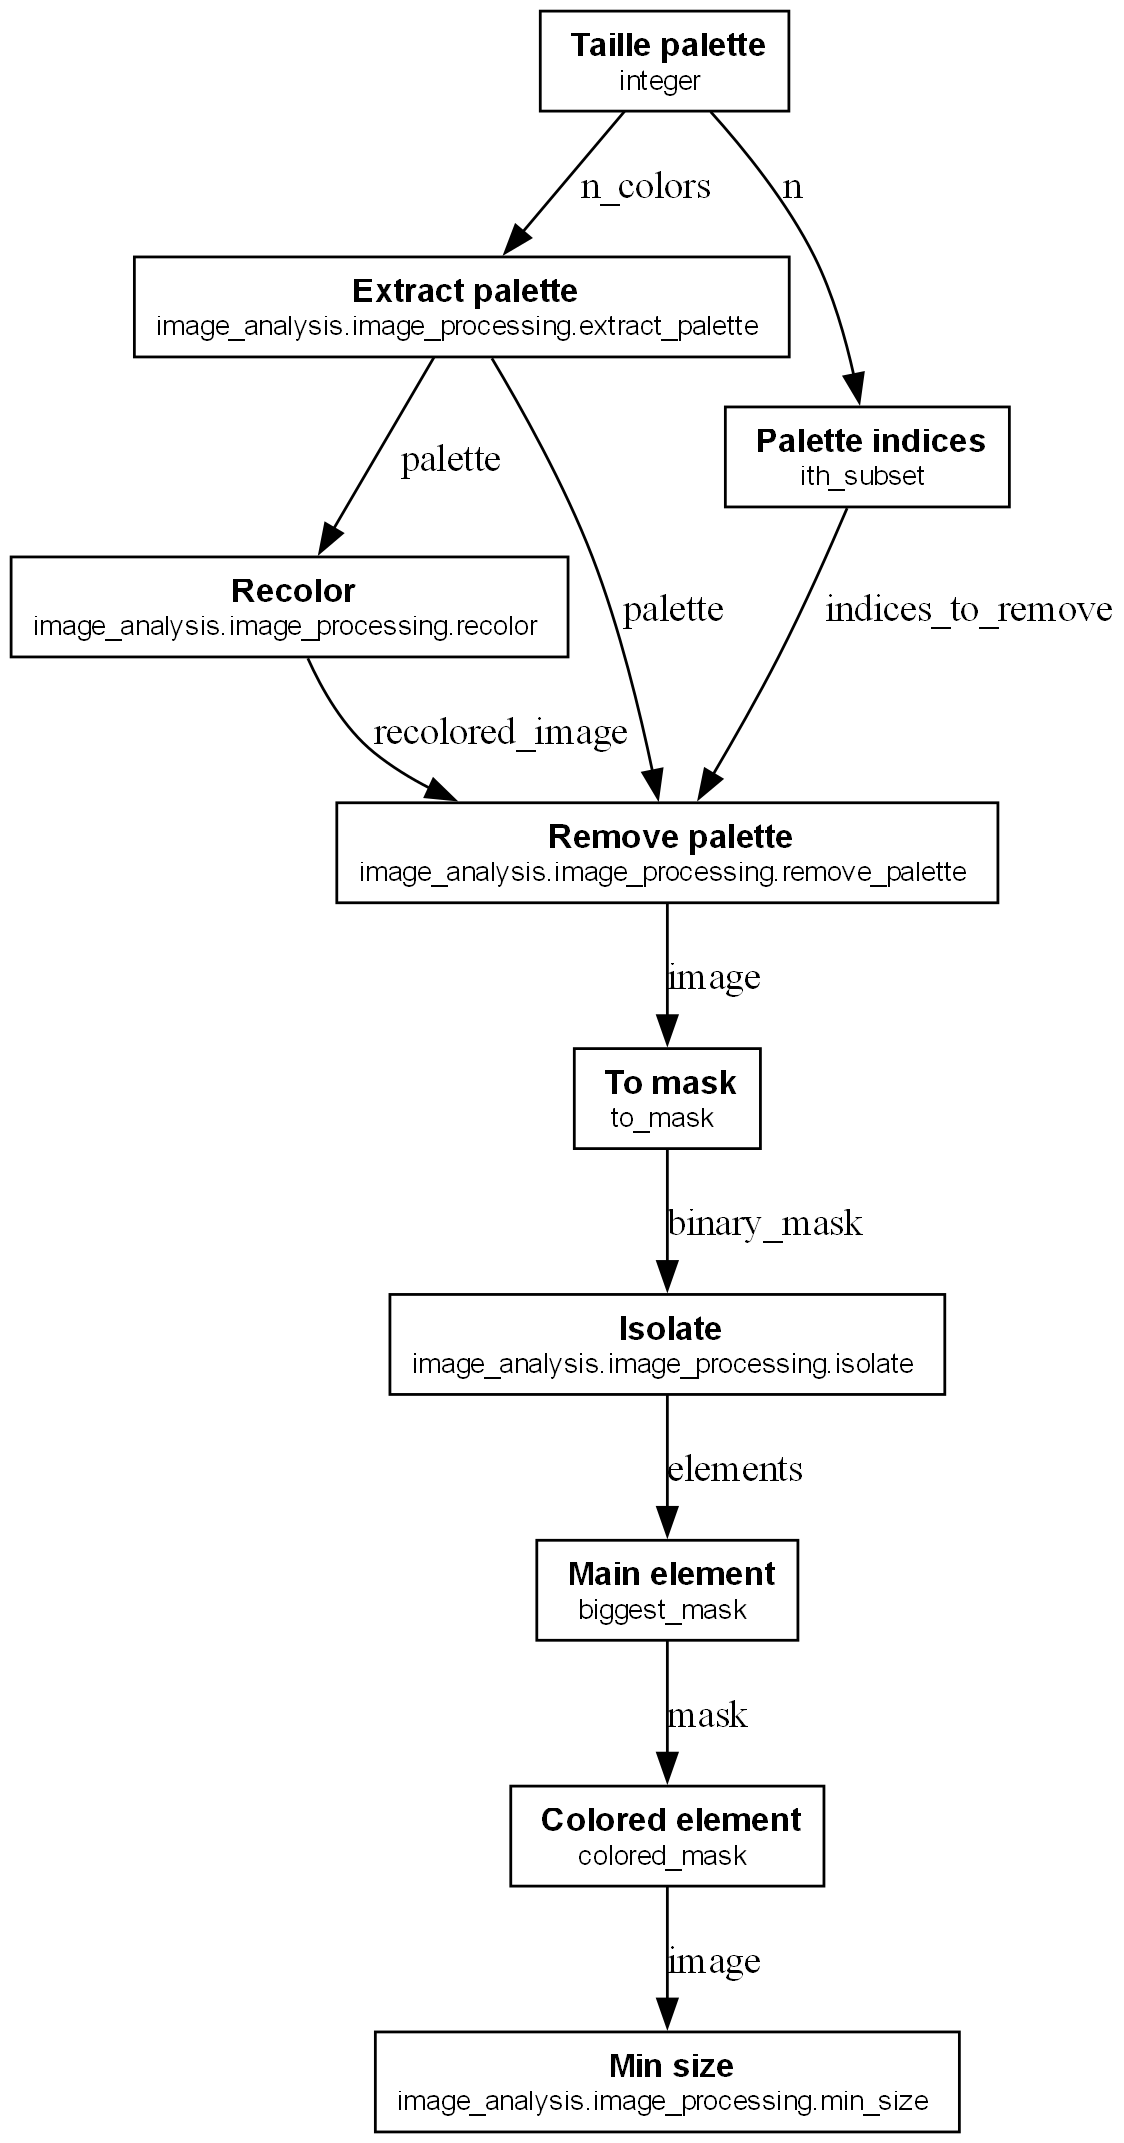 Taille palette
integer
n_colors
n
Extract palette
image_analysis.image_processing.extract_palette
Palette indices
ith_subset
palette
Recolor
image_analysis.image_processing.recolor
palette
indices_to_remove
recolored_image
Remove palette
image_analysis.image_processing.remove_palette
image
To mask
to_mask
binary_mask
Isolate
image_analysis.image_processing.isolate
elements
Main element
biggest_mask
mask
Colored element
colored_mask
image
Min size
image_analysis.image_processing.min_size